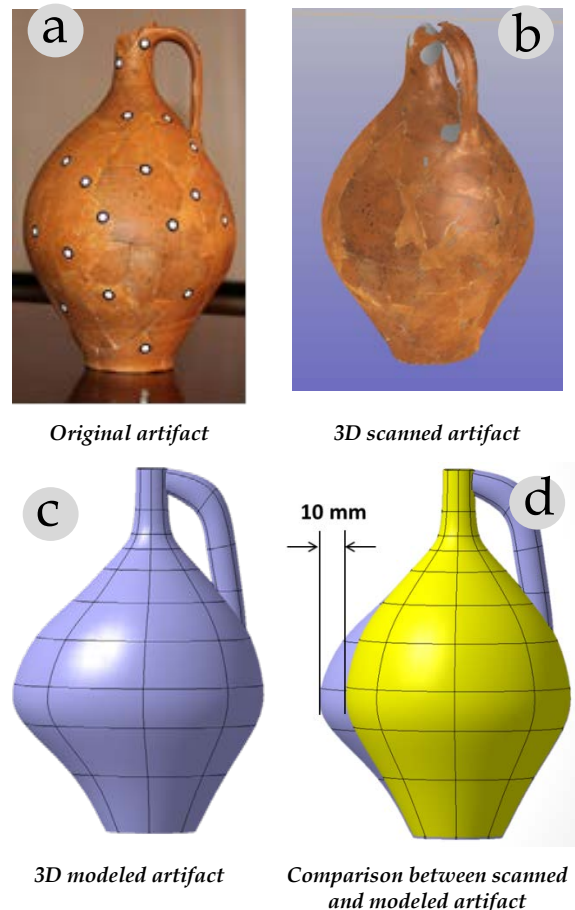 a
b
Original artifact
3D scanned artifact
c
d
10 mm
3D modeled artifact
Comparison between scanned
and modeled artifact